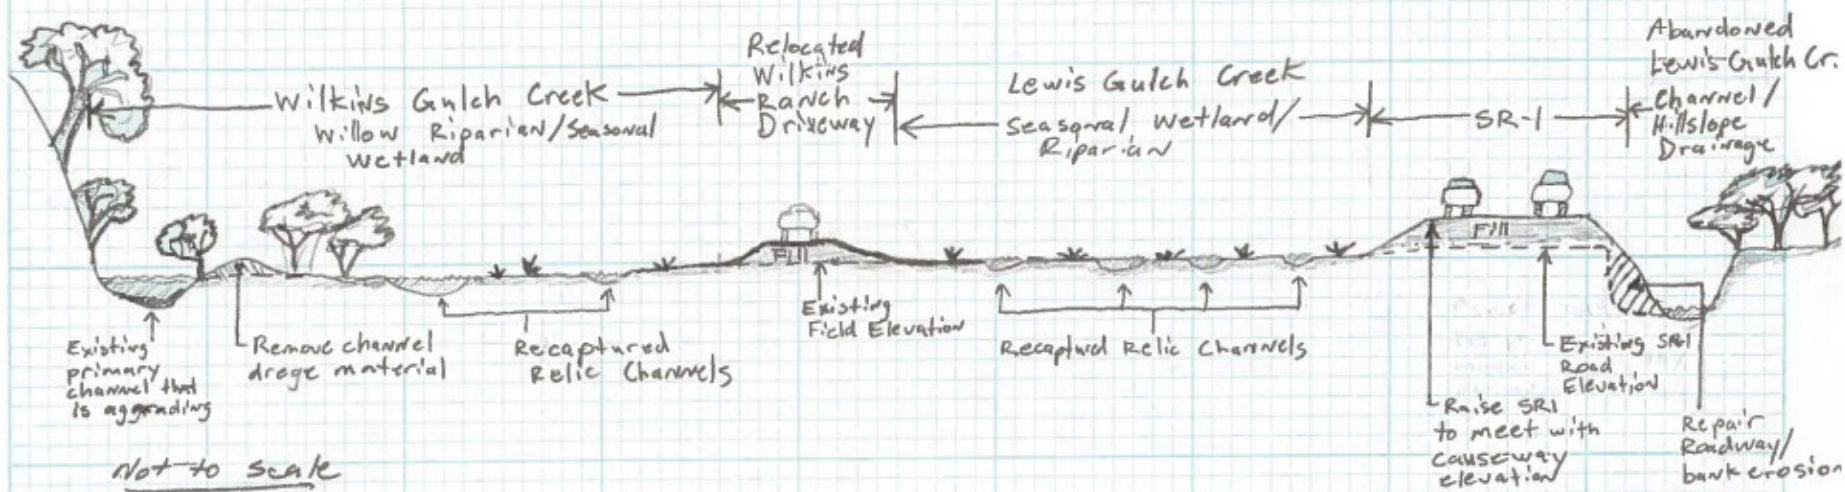 Wilkins Gulch Creek
Willow Riparian/Seasonal
Wetland
Relocated
Wilkins
Ranch
Driveway
Lewis Gulch Creek
Seasonal Wetland/
Riparian
SR-1
Abandoned
Lewis Gulch Cr.
Channel/
Hillslope
Drainage
Fill
Fill
Existing
primary
channel that
is aggrading
Remove channel
drege material
Recaptured
Relic Channels
Existing
Field Elevation
Recaptured Relic Channels
Raise SR1
to meet with
causeway
elevation
Existing SR-1
Road
Elevation
Repair
Roadway/
bank erosion
Not to scale